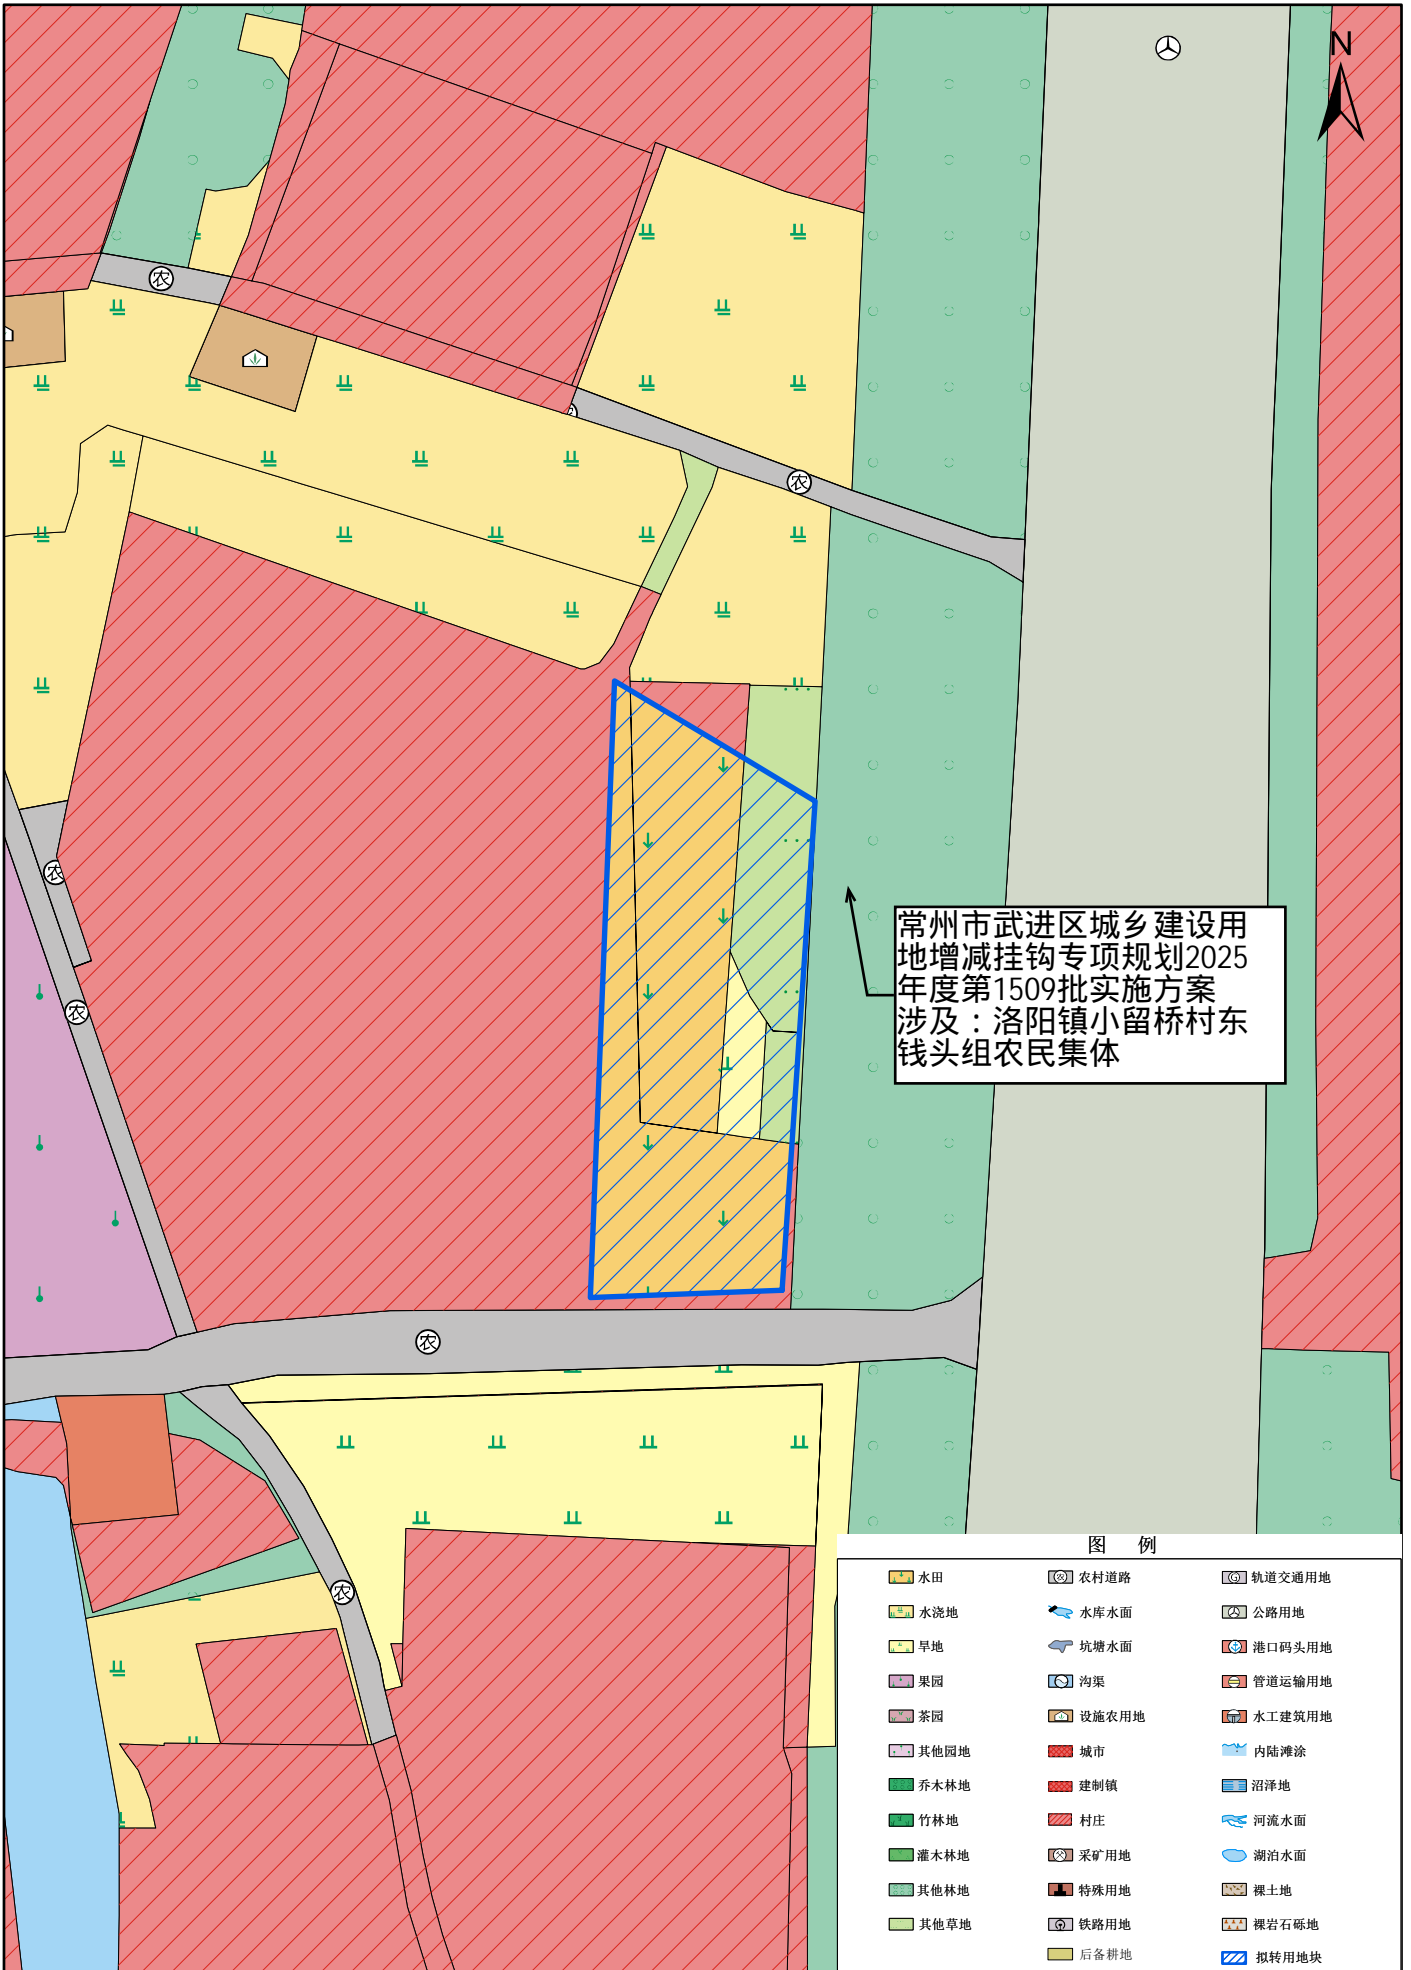 N
农
农
农
农
农
农
农
常州市武进区城乡建设用
地增减挂钩专项规划2025
年度第1509批实施方案
涉及：洛阳镇小留桥村东
钱头组农民集体
图 例
水田
农村道路
轨道交通用地
水浇地
水库水面
公路用地
旱地
坑塘水面
港口码头用地
果园
沟渠
管道运输用地
茶园
设施农用地
水工建筑用地
其他园地
城市
内陆滩涂
乔木林地
建制镇
沼泽地
竹林地
村庄
河流水面
灌木林地
采矿用地
湖泊水面
其他林地
特殊用地
裸土地
其他草地
铁路用地
裸岩石砾地
后备耕地
拟转用地块